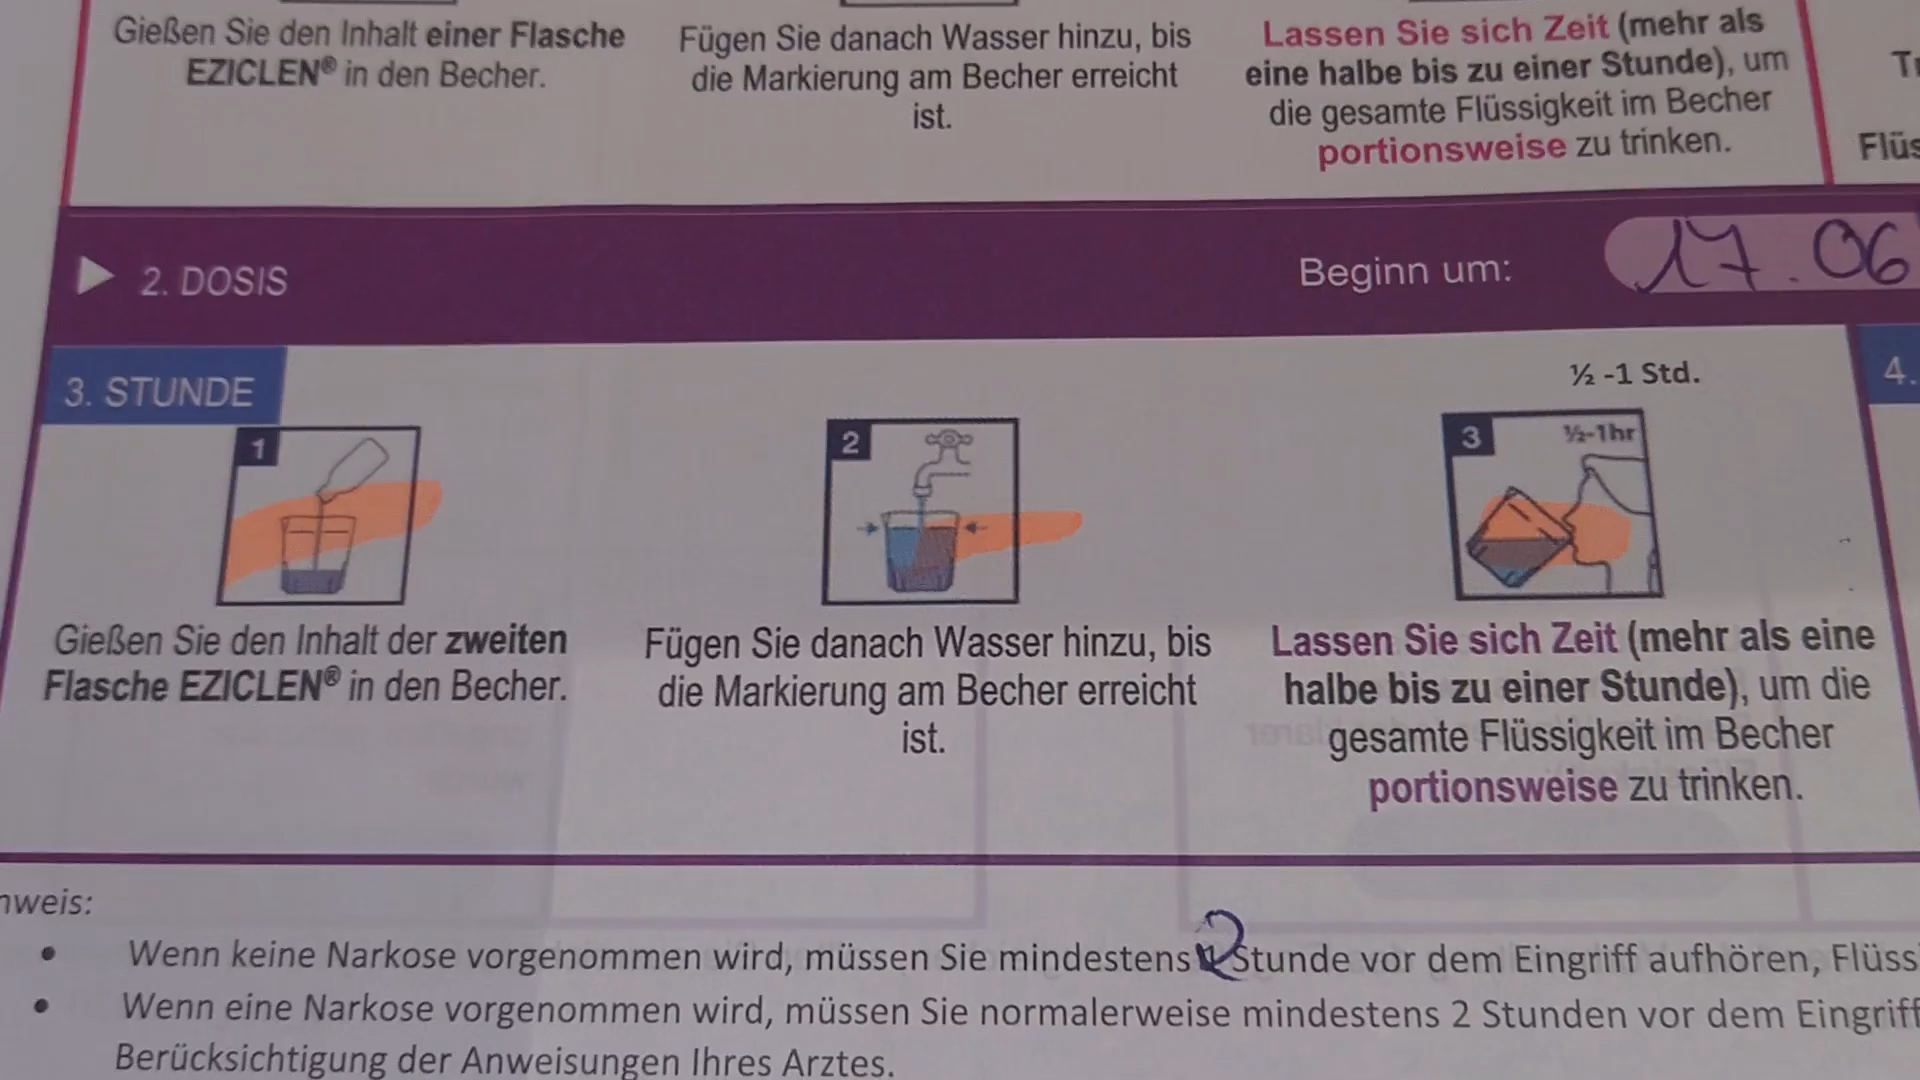 Gießen Sie den Inhalt einer Flasche
EZICLEN® in den Becher.
Fügen Sie danach Wasser hinzu, bis
die Markierung am Becher erreicht
ist.
Lassen Sie sich Zeit (mehr als
eine halbe bis zu einer Stunde), um
die gesamte Flüssigkeit im Becher
portionsweise zu trinken.
2. DOSIS
Beginn um:
17.06
3. STUNDE
½ -1 Std.
4.
1
2
3
½-1hr
Gießen Sie den Inhalt der zweiten
Flasche EZICLEN® in den Becher.
Fügen Sie danach Wasser hinzu, bis
die Markierung am Becher erreicht
ist.
Lassen Sie sich Zeit (mehr als eine
halbe bis zu einer Stunde), um die
gesamte Flüssigkeit im Becher
portionsweise zu trinken.
nweis:
• Wenn keine Narkose vorgenommen wird, müssen Sie mindestens 2 Stunde vor dem Eingriff aufhören, Flüss
• Wenn eine Narkose vorgenommen wird, müssen Sie normalerweise mindestens 2 Stunden vor dem Eingriff
Berücksichtigung der Anweisungen Ihres Arztes.